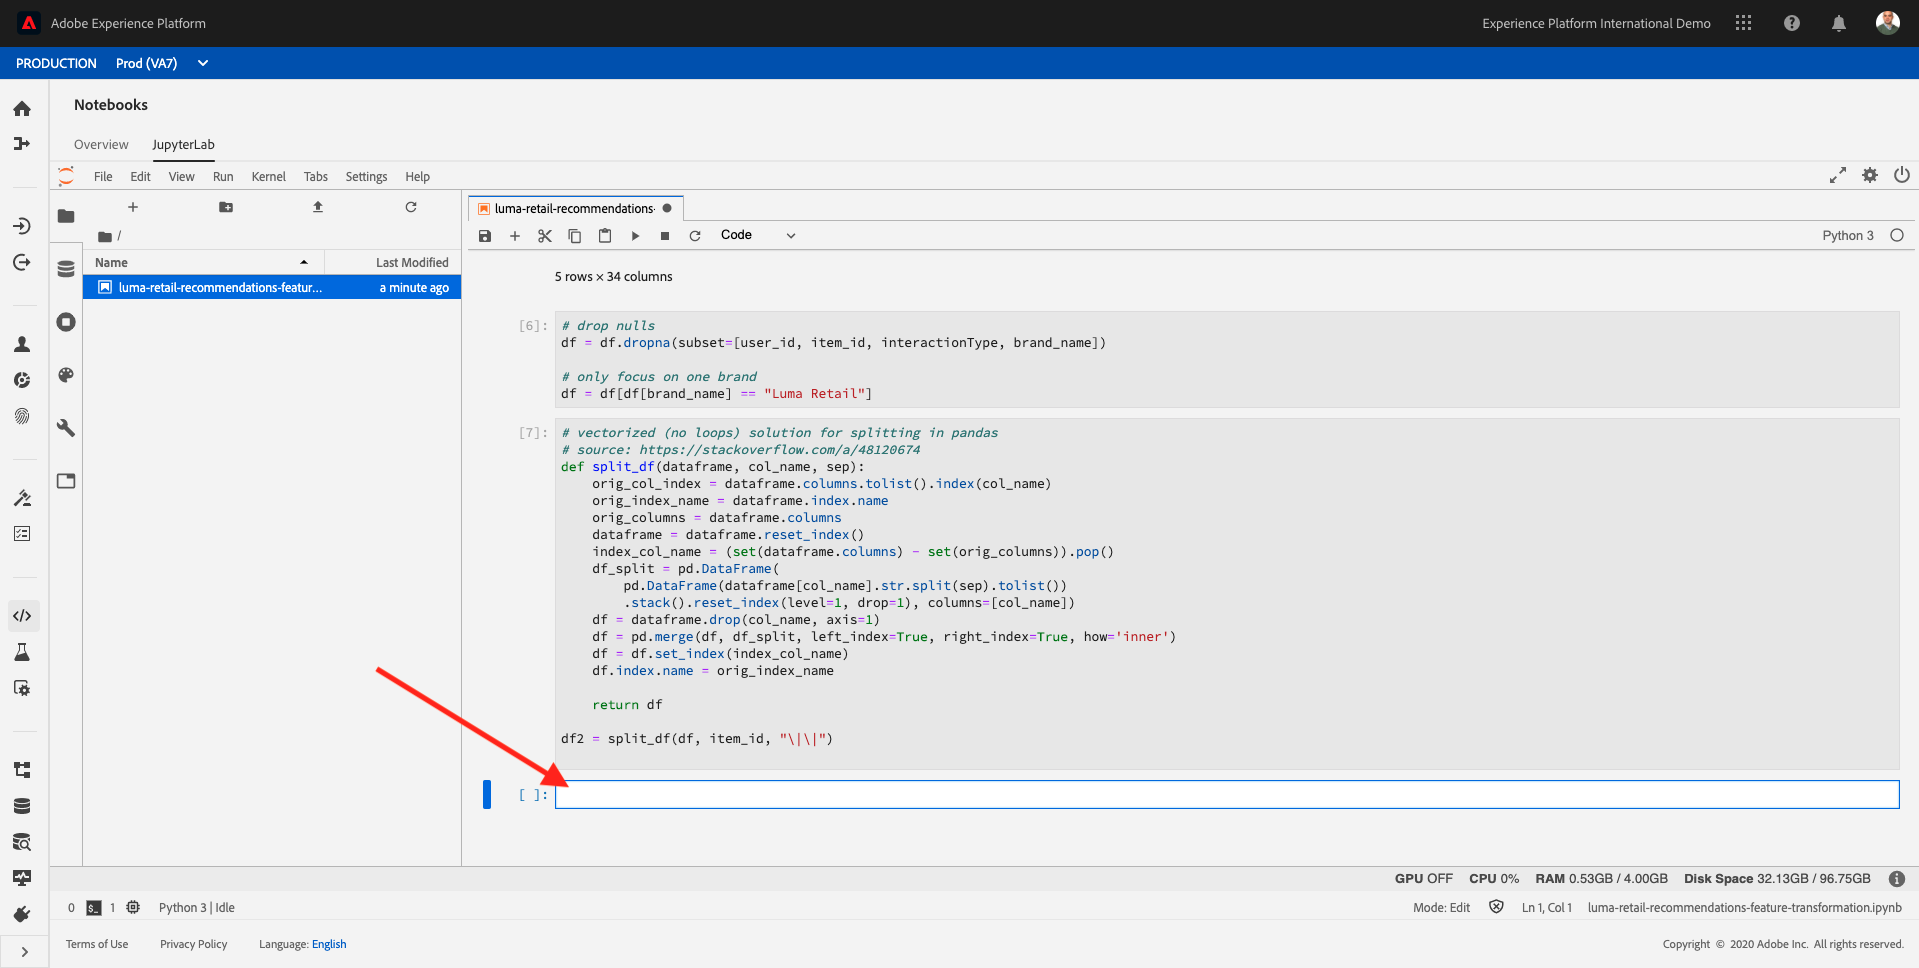 Adobe Experience Platform
Experience Platform International Demo
PRODUCTION Prod (VA7)
Notebooks
Overview JupyterLab
File Edit View Run Kernel Tabs Settings Help
luma-retail-recommendations-
/
Code
Python 3
Name Last Modified
luma-retail-recommendations-featur... a minute ago
5 rows × 34 columns
[6]:
# drop nulls
df = df.dropna(subset=[user_id, item_id, interactionType, brand_name])
# only focus on one brand
df = df[df[brand_name] == "Luma Retail"]
[7]:
# vectorized (no loops) solution for splitting in pandas
# source: https://stackoverflow.com/a/48120674
def split_df(dataframe, col_name, sep):
    orig_col_index = dataframe.columns.tolist().index(col_name)
    orig_index_name = dataframe.index.name
    orig_columns = dataframe.columns
    dataframe = dataframe.reset_index()
    index_col_name = (set(dataframe.columns) - set(orig_columns)).pop()
    df_split = pd.DataFrame(
        pd.DataFrame(dataframe[col_name].str.split(sep).tolist())
        .stack().reset_index(level=1, drop=1), columns=[col_name])
    df = dataframe.drop(col_name, axis=1)
    df = pd.merge(df, df_split, left_index=True, right_index=True, how='inner')
    df = df.set_index(index_col_name)
    df.index.name = orig_index_name
    return df
df2 = split_df(df, item_id, "\|\|")
[ ]:
GPU OFF CPU 0% RAM 0.53GB / 4.00GB Disk Space 32.13GB / 96.75GB
0 $_ 1 Python 3 | Idle
Mode: Edit Ln 1, Col 1 luma-retail-recommendations-feature-transformation.ipynb
Terms of Use Privacy Policy Language: English
Copyright © 2020 Adobe Inc. All rights reserved.